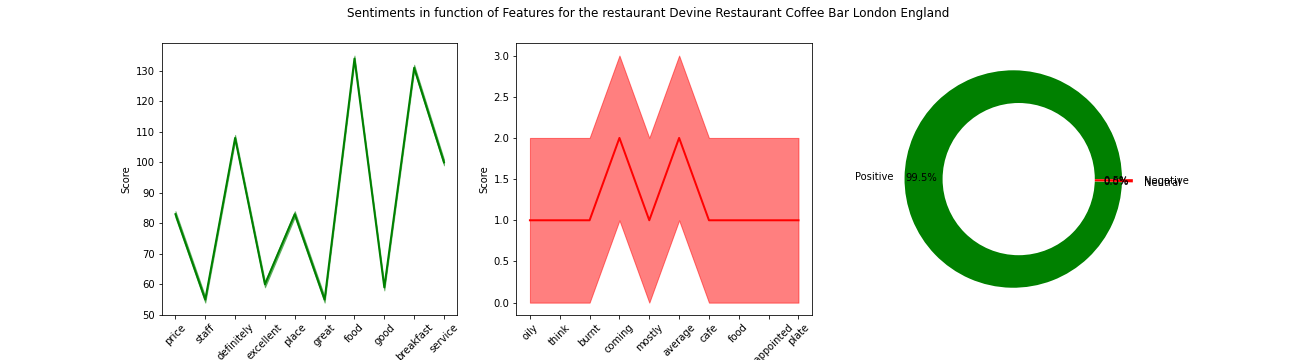 Sentiments in function of Features for the restaurant Devine Restaurant Coffee Bar London England
130
120
110
100
90
80
70
60
50
Score
price
staff
definitely
excellent
place
great
food
good
breakfast
service
3.0
2.5
2.0
1.5
1.0
0.5
0.0
Score
oily
think
burnt
coming
mostly
average
cafe
food
appointed
plate
Positive
99.5%
Negative
Neutral